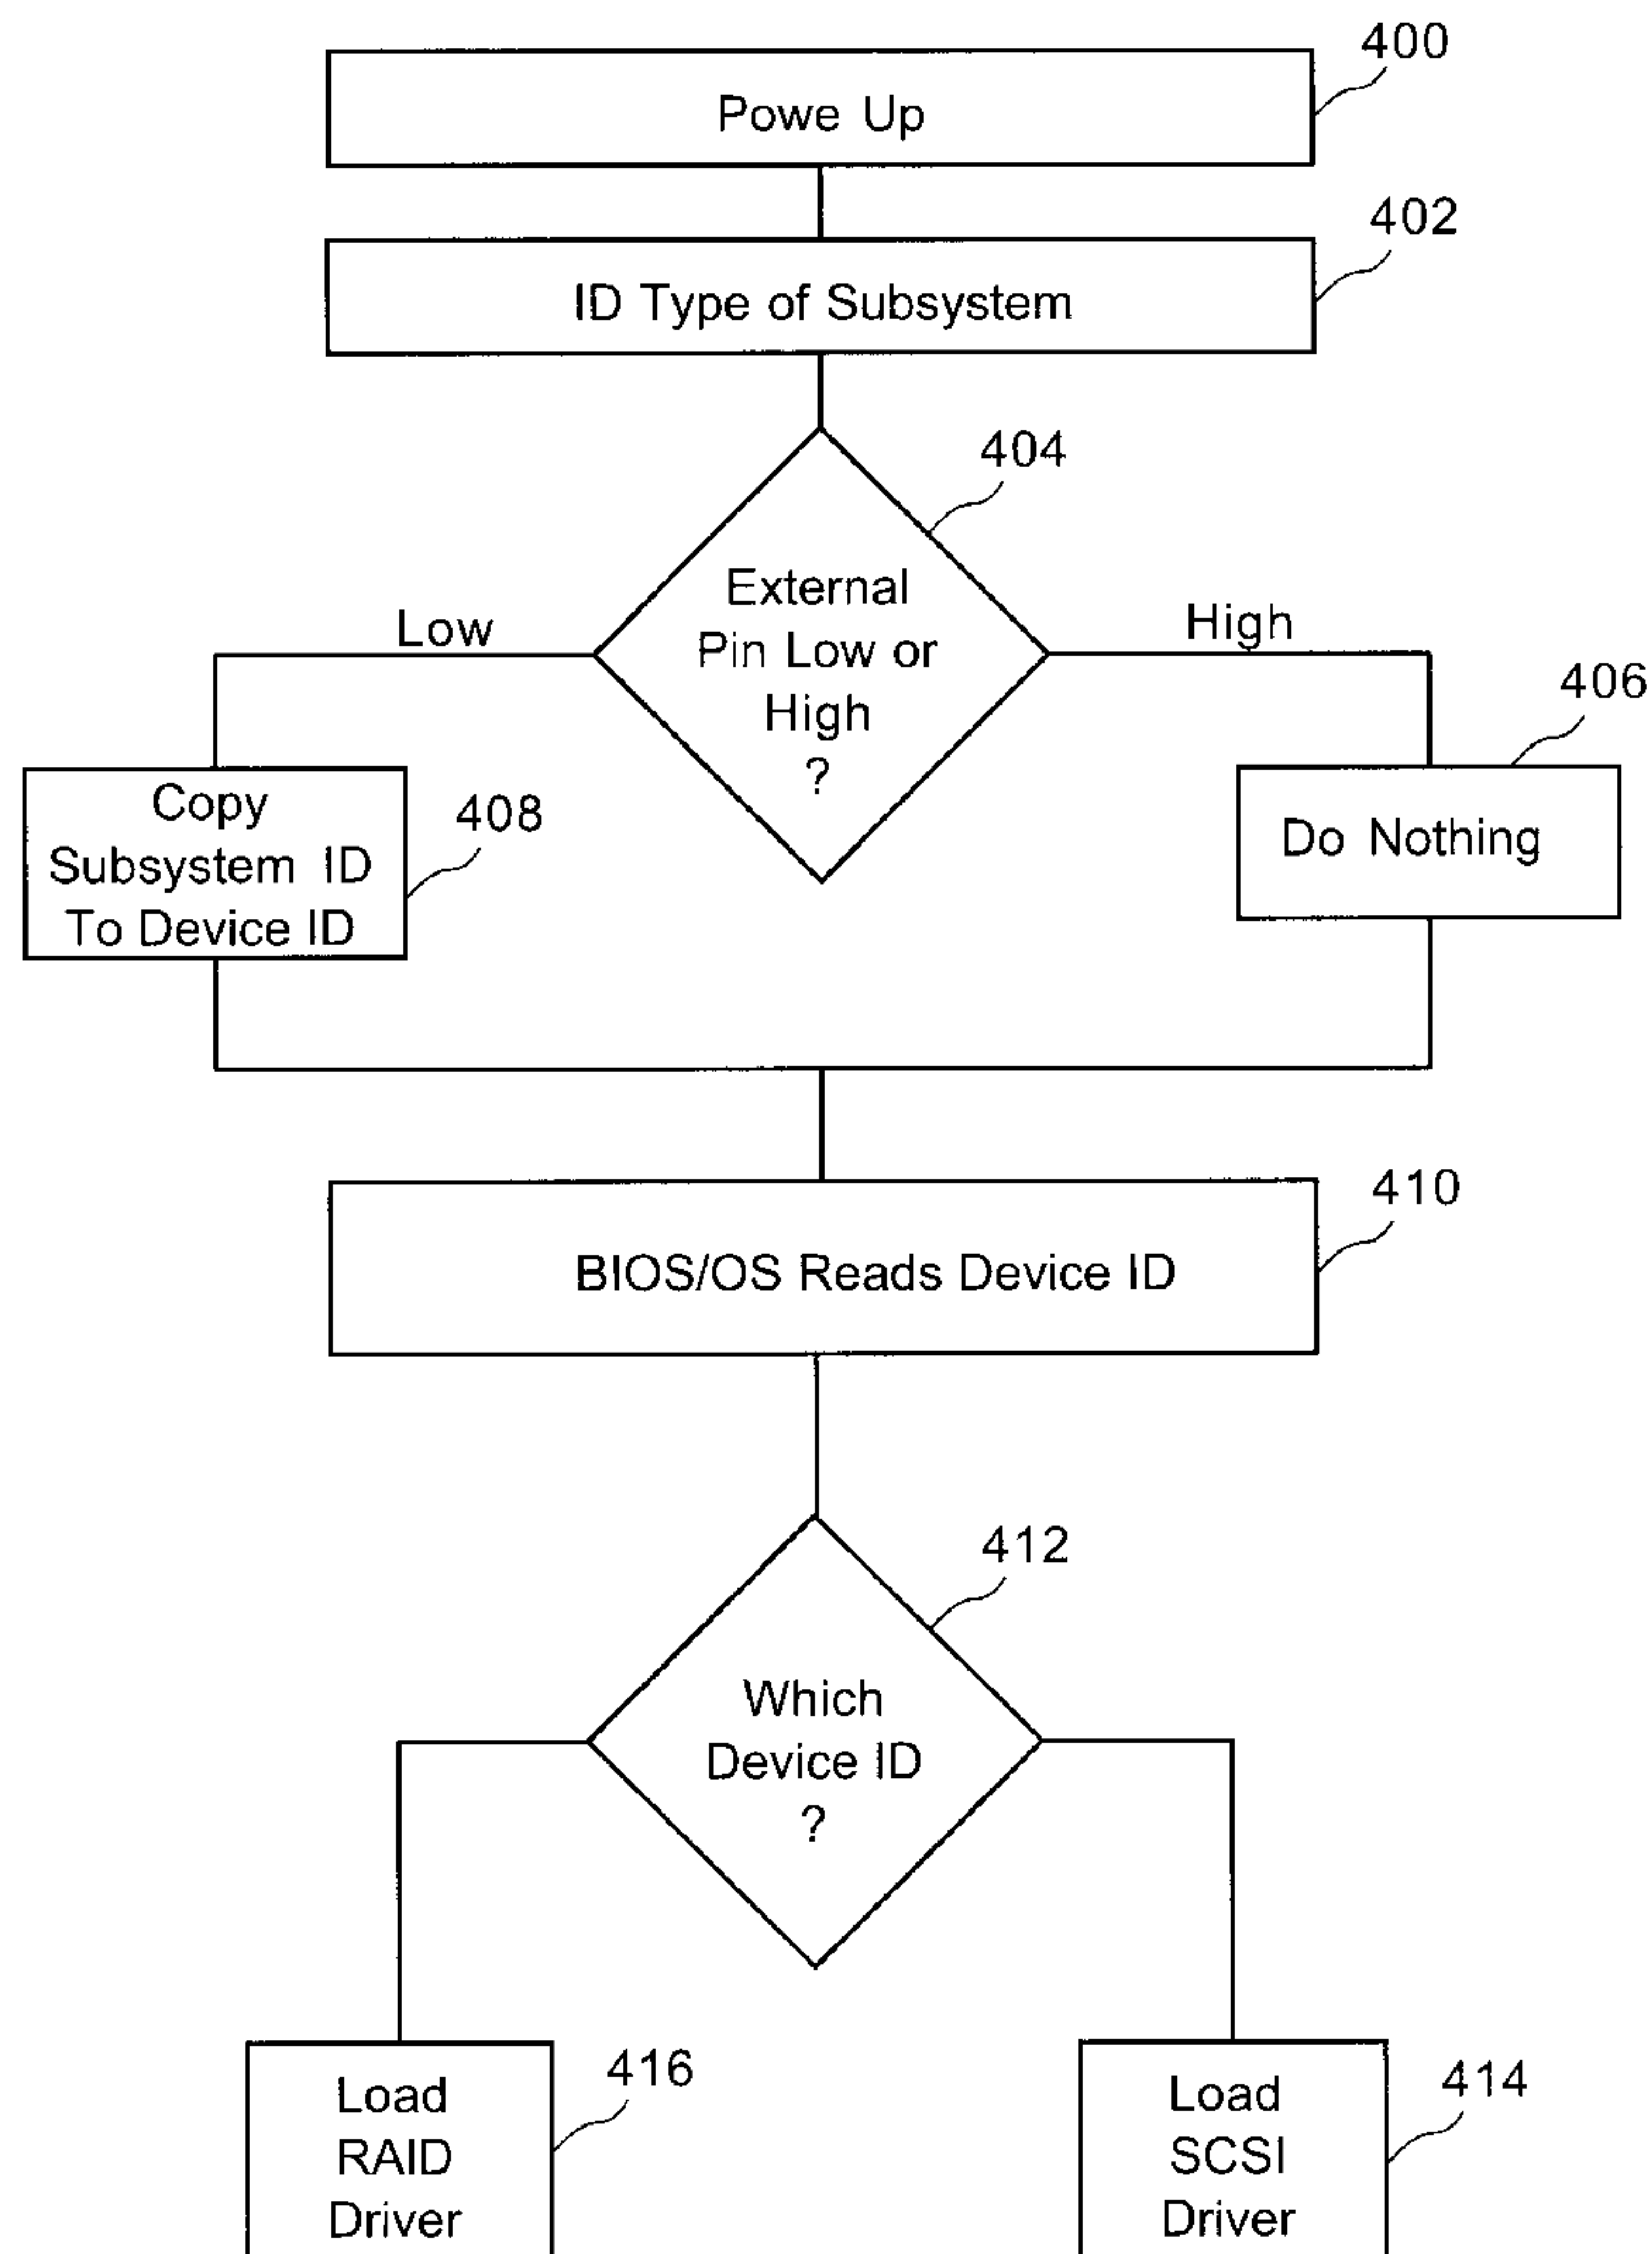 400
Powe Up
402
ID Type of Subsystem
404
External
Pin Low or
High
?
Low
High
406
Do Nothing
408
Copy
Subsystem ID
To Device ID
410
BIOS/OS Reads Device ID
412
Which
Device ID
?
416
Load
RAID
Driver
414
Load
SCSI
Driver